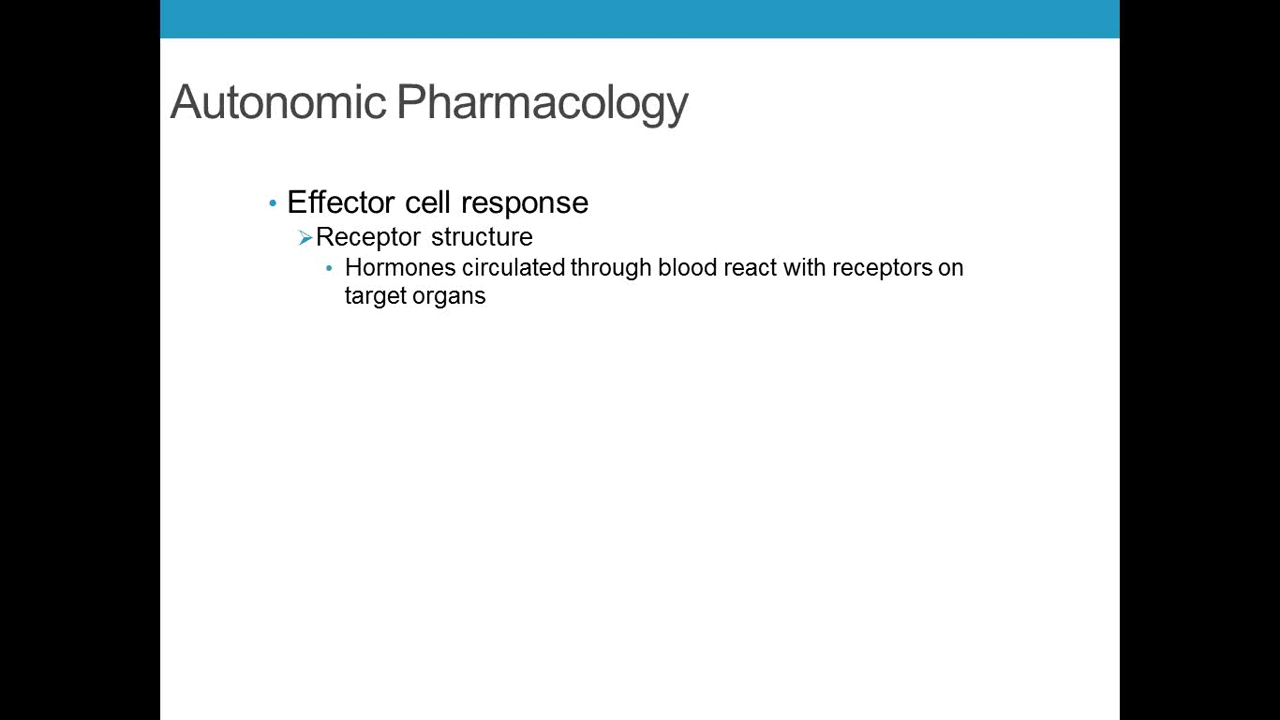 Autonomic Pharmacology
• Effector cell response
➢Receptor structure
• Hormones circulated through blood react with receptors on
target organs